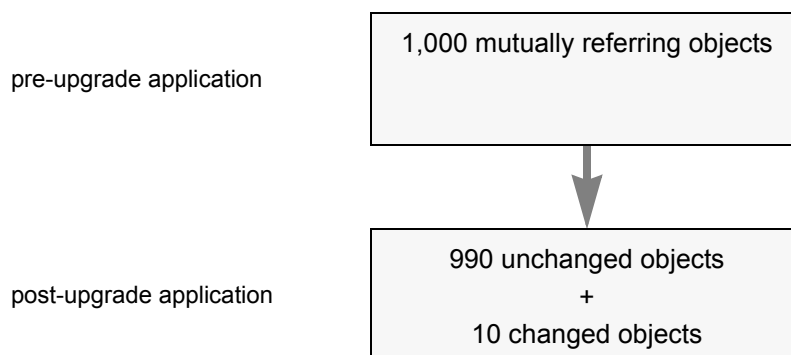 1,000 mutually referring objects
pre-upgrade application
990 unchanged objects
+
post-upgrade application
10 changed objects